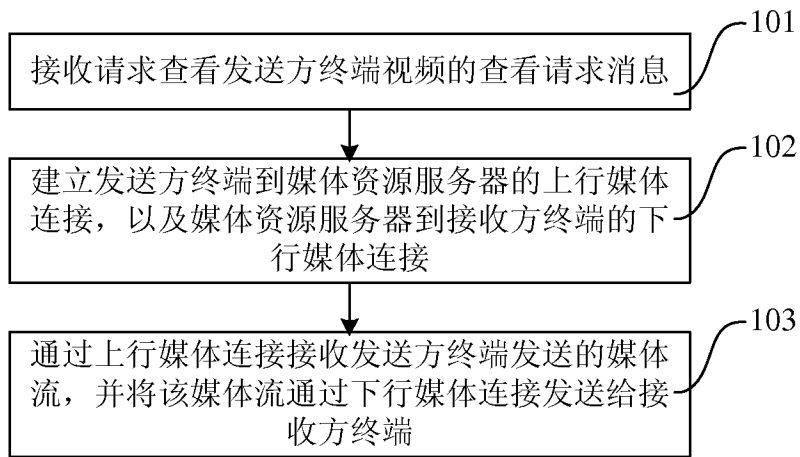 101
接收请求查看发送方终端视频的查看请求消息
102
建立发送方终端到媒体资源服务器的上行媒体
连接，以及媒体资源服务器到接收方终端的下
行媒体连接
103
通过上行媒体连接接收发送方终端发送的媒体
流，并将该媒体流通过下行媒体连接发送给接
收方终端